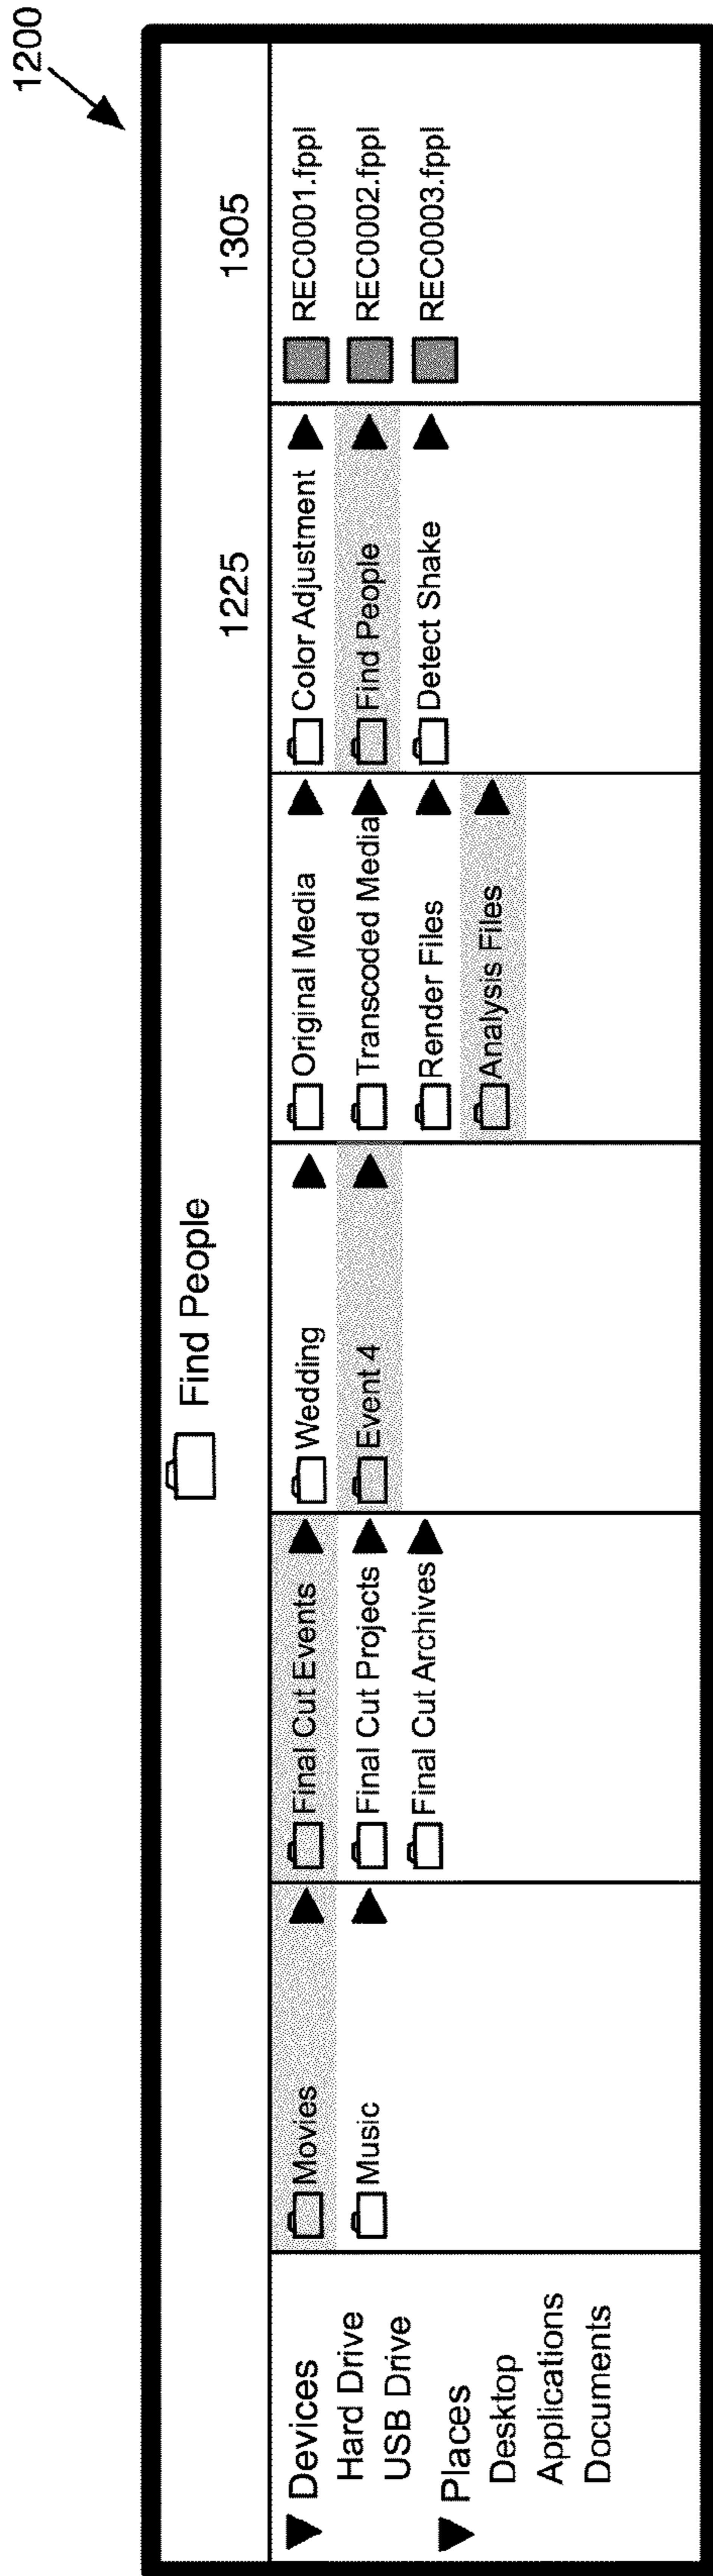 1200
Find People
1225
1305
Devices
Hard Drive
USB Drive
Places
Desktop
Applications
Documents
Movies
Music
Final Cut Events
Final Cut Projects
Final Cut Archives
Wedding
Event 4
Original Media
Transcoded Media
Render Files
Analysis Files
Color Adjustment
Find People
Detect Shake
REC0001.fppl
REC0002.fppl
REC0003.fppl